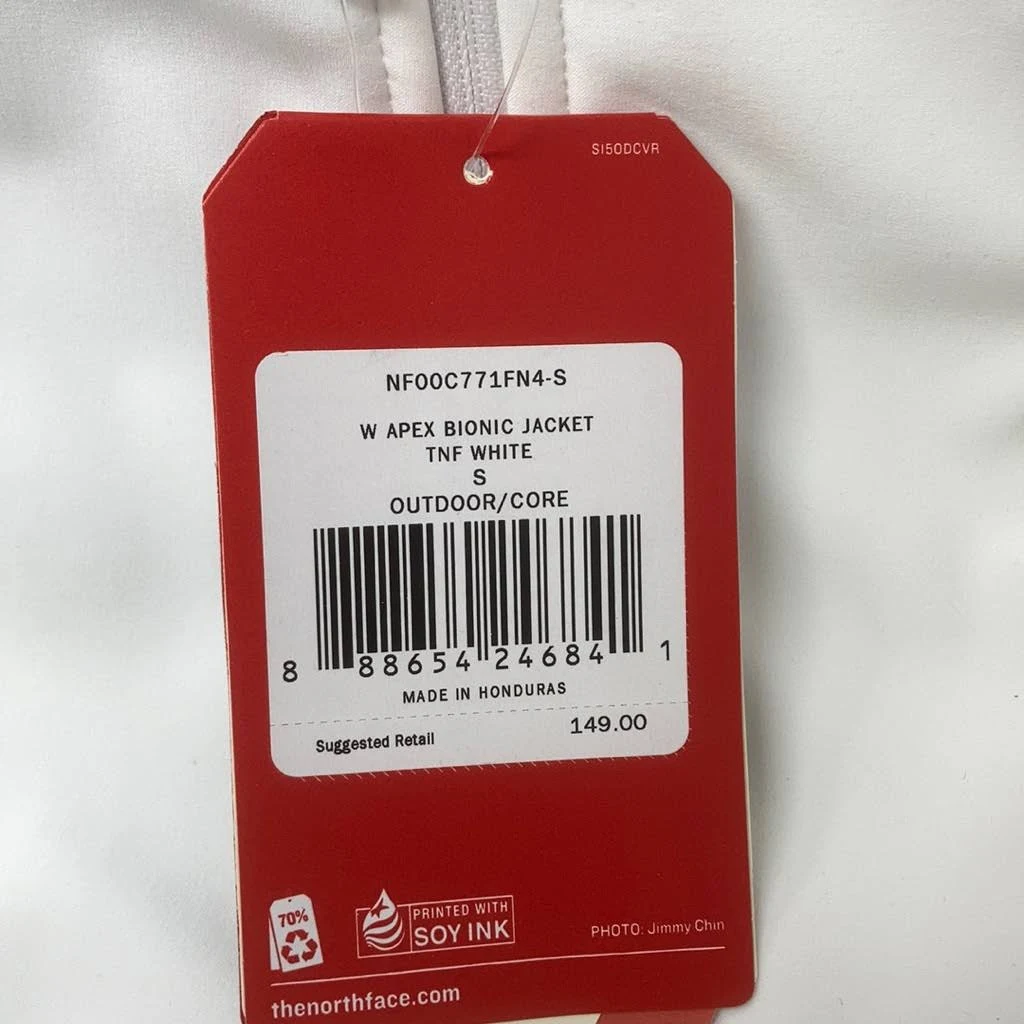 SI50DCVR
NF00C771FN4-S
W APEX BIONIC JACKET
TNF WHITE
S
OUTDOOR/CORE
8 88654 24684 1
MADE IN HONDURAS
Suggested Retail 149.00
70%
PRINTED WITH
SOY INK
PHOTO: Jimmy Chin
thenorthface.com